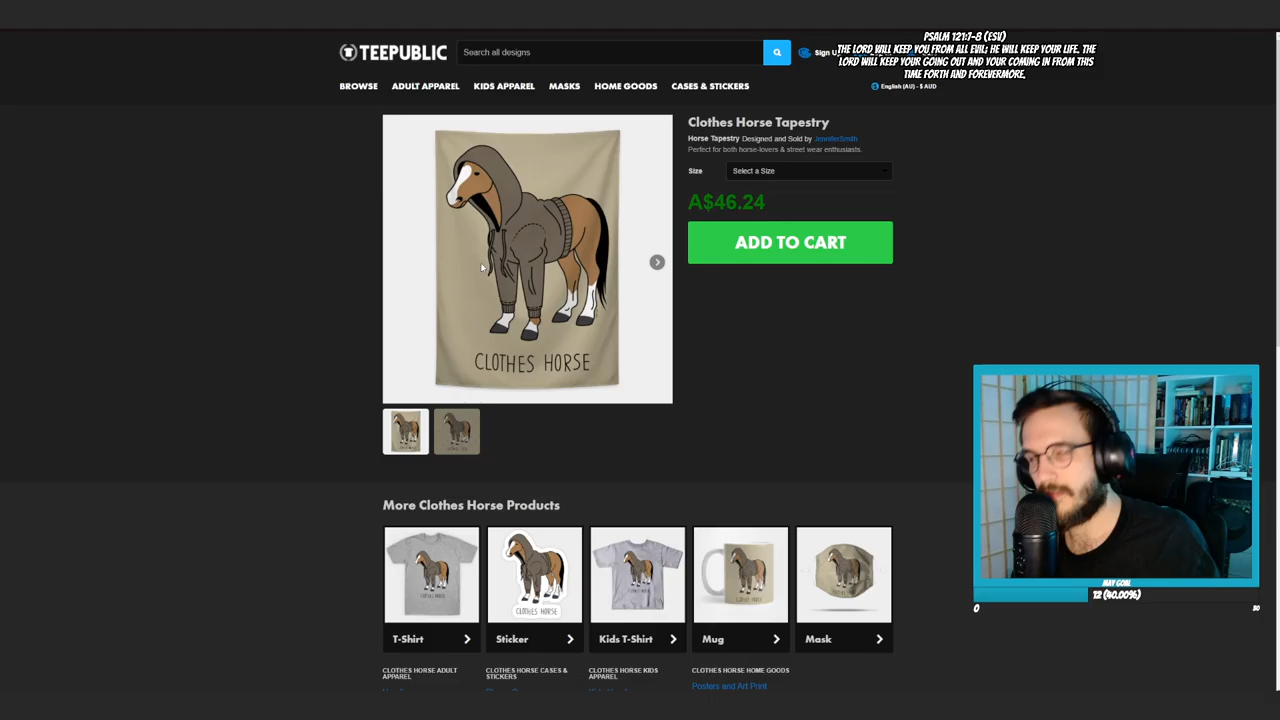 PSALM 121:7-8 (ESV)
THE LORD WILL KEEP YOU FROM ALL EVIL; HE WILL KEEP YOUR LIFE. THE
LORD WILL KEEP YOUR GOING OUT AND YOUR COMING IN FROM THIS
TIME FORTH AND FOREVERMORE.
TEEPUBLIC
Search all designs
Sign
BROWSE
ADULT APPAREL
KIDS APPAREL
MASKS
HOME GOODS
CASES & STICKERS
English (AU) - $ AUD
Clothes Horse Tapestry
Horse Tapestry Designed and Sold by JenniferSmith
Perfect for both horse-lovers & street wear enthusiasts.
Size
Select a Size
A$46.24
ADD TO CART
CLOTHES HORSE
More Clothes Horse Products
CLOTHES HORSE
CLOTHES HORSE
T-Shirt
Sticker
Kids T-Shirt
Mug
Mask
CLOTHES HORSE ADULT
APPAREL
CLOTHES HORSE CASES &
STICKERS
CLOTHES HORSE KIDS
APPAREL
CLOTHES HORSE HOME GOODS
Posters and Art Print
MAY GOAL
12 (40.00%)
0
30